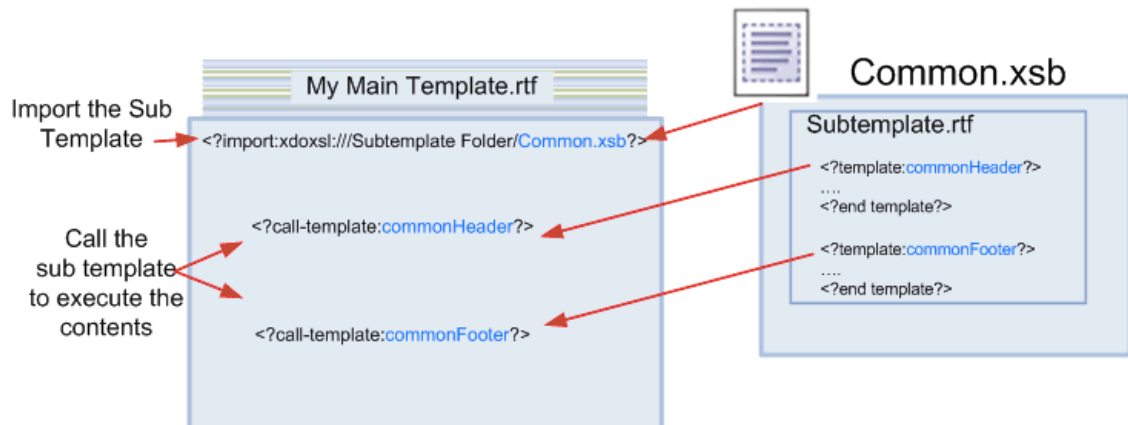 Import the Sub
Template
My Main Template.rtf
<?import:xdoxsl:///Subtemplate Folder/Common.xsb?>
Call the
sub template
to execute the
contents
<?call-template:commonHeader?>
<?call-template:commonFooter?>
Common.xsb
Subtemplate.rtf
<?template:commonHeader?>
....
<?end template?>
<?template:commonFooter?>
....
<?end template?>